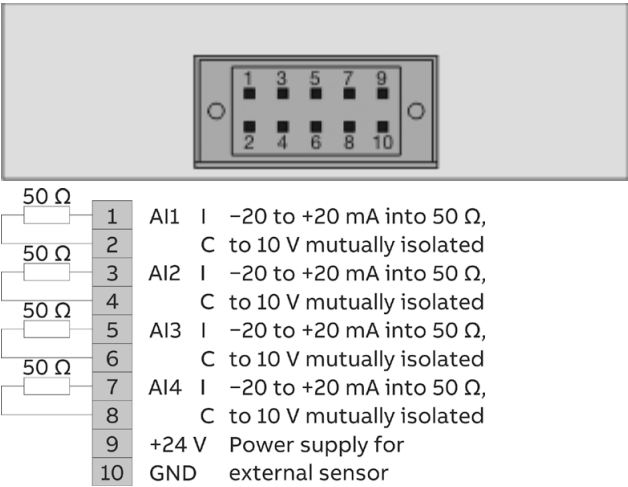 1 3 5 7 9
2 4 6 8 10
50 Ω
1 AI1 I −20 to +20 mA into 50 Ω,
2 C to 10 V mutually isolated
50 Ω
3 AI2 I −20 to +20 mA into 50 Ω,
4 C to 10 V mutually isolated
50 Ω
5 AI3 I −20 to +20 mA into 50 Ω,
6 C to 10 V mutually isolated
50 Ω
7 AI4 I −20 to +20 mA into 50 Ω,
8 C to 10 V mutually isolated
9 +24 V Power supply for
10 GND external sensor